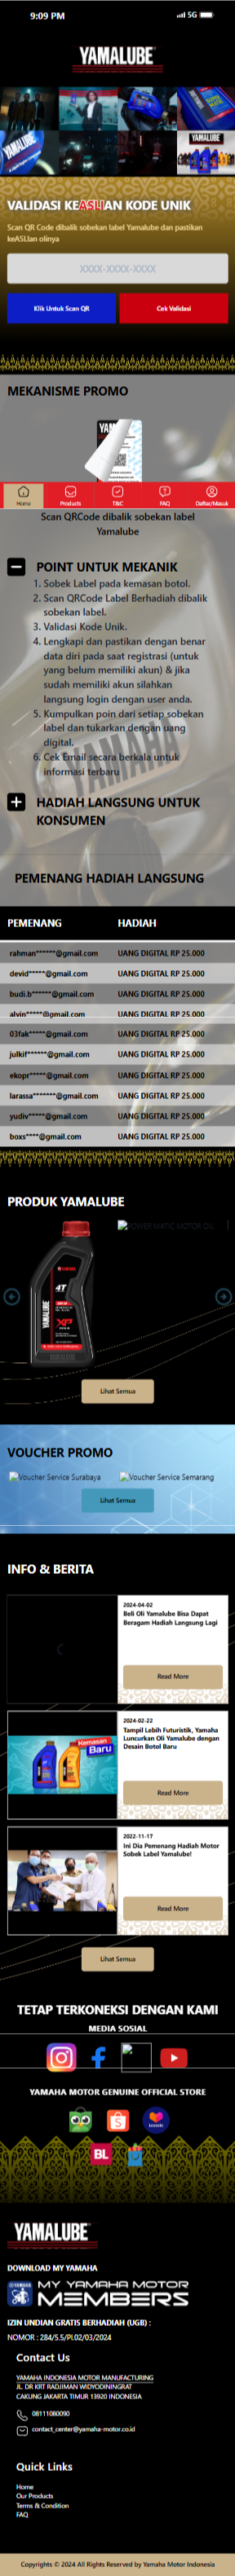 9:09 PM
5G
YAMALUBE
YAMALUBE
VALIDASI KEASLIAN KODE UNIK
Scan QR Code dibalik sobekan label Yamalube dan pastikan
keASLIan olinya
XXXX-XXXX-XXXX
Klik Untuk Scan QR
Cek Validasi
MEKANISME PROMO
Home
Products
T&C
FAQ
Daftar/Masuk
Scan QRCode dibalik sobekan label
Yamalube
POINT UNTUK MEKANIK
1. Sobek Label pada kemasan botol.
2. Scan QRCode Label Berhadiah dibalik
sobekan label.
3. Validasi Kode Unik.
4. Lengkapi dan pastikan dengan benar
data diri pada saat registrasi (untuk
yang belum memiliki akun) & jika
sudah memiliki akun silahkan
langsung login dengan user anda.
5. Kumpulkan poin dari setiap sobekan
label dan tukarkan dengan uang
digital.
6. Cek Email secara berkala untuk
informasi terbaru
HADIAH LANGSUNG UNTUK
KONSUMEN
PEMENANG HADIAH LANGSUNG
PEMENANG HADIAH
rahman******@gmail.com UANG DIGITAL RP 25.000
devid*****@gmail.com UANG DIGITAL RP 25.000
budi.b******@gmail.com UANG DIGITAL RP 25.000
alvin*****@gmail.com UANG DIGITAL RP 25.000
03fak*****@gmail.com UANG DIGITAL RP 25.000
julkif******@gmail.com UANG DIGITAL RP 25.000
ekopr*****@gmail.com UANG DIGITAL RP 25.000
larassa*******@gmail.com UANG DIGITAL RP 25.000
yudiv*****@gmail.com UANG DIGITAL RP 25.000
boxs****@gmail.com UANG DIGITAL RP 25.000
PRODUK YAMALUBE
YAMALUBE
4T
XP
POWER MATIC MOTOR OIL
Lihat Semua
VOUCHER PROMO
Voucher Service Surabaya
Voucher Service Semarang
Lihat Semua
INFO & BERITA
2024-04-02
Beli Oli Yamalube Bisa Dapat
Beragam Hadiah Langsung Lagi
Read More
Kemasan
Baru
2024-02-22
Tampil Lebih Futuristik, Yamaha
Luncurkan Oli Yamalube dengan
Desain Botol Baru
Read More
2022-11-17
Ini Dia Pemenang Hadiah Motor
Sobek Label Yamalube!
Read More
Lihat Semua
TETAP TERKONEKSI DENGAN KAMI
MEDIA SOSIAL
YAMAHA MOTOR GENUINE OFFICIAL STORE
BL
YAMALUBE
DOWNLOAD MY YAMAHA
MY YAMAHA MOTOR
MEMBERS
IZIN UNDIAN GRATIS BERHADIAH (UGB) :
NOMOR : 284/5.5/PI.02/03/2024
Contact Us
YAMAHA INDONESIA MOTOR MANUFACTURING
JL. DR KRT RADJIMAN WIDYODININGRAT
CAKUNG JAKARTA TIMUR 13920 INDONESIA
08111080090
contact_center@yamaha-motor.co.id
Quick Links
Home
Our Products
Terms & Condition
FAQ
Copyrights © 2024 All Rights Reserved by Yamaha Motor Indonesia